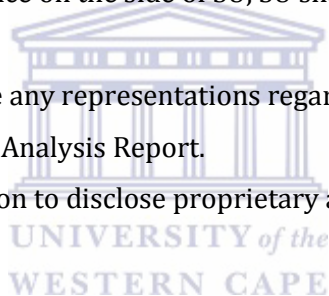 any representations regar
Analysis Report.
on to disclose proprietary a
UNIVERSITY of the
WESTERN CAPE